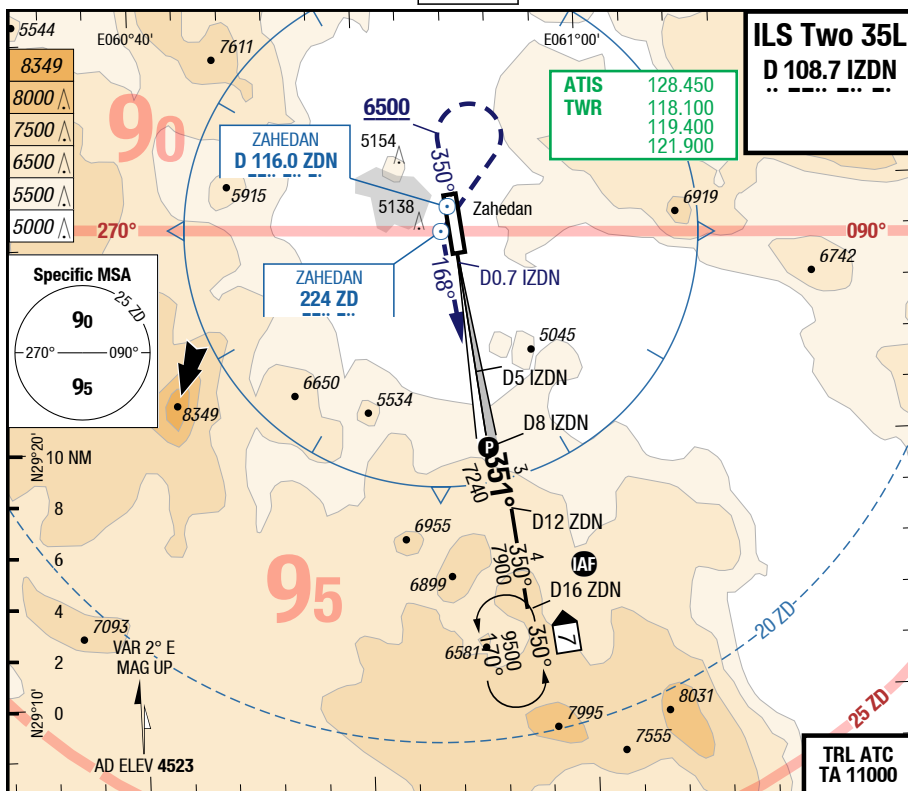 5544
E060°40'
7611
E061°00'
ILS Two 35L
D 108.7 IZDN
8349
8000
7500
6500
5500
5000
90
6500
ATIS 128.450
TWR 118.100
119.400
121.900
ZAHEDAN
D 116.0 ZDN
5154
350°
5915
5138
Zahedan
6919
270°
090°
6742
ZAHEDAN
224 ZD
168°
D0.7 IZDN
Specific MSA
25 ZD
90
270° 090°
95
5045
D5 IZDN
8349
6650
5534
D8 IZDN
P
N29°20'
10 NM
351°
3
7240
8
D12 ZDN
6955
6
4
350°
7900
IAF
6899
95
D16 ZDN
4
7093
VAR 2° E
MAG UP
6581
170°
9500
350°
7
20 ZD
2
N29°10'
0
8031
7995
7555
25 ZD
AD ELEV 4523
TRL ATC
TA 11000